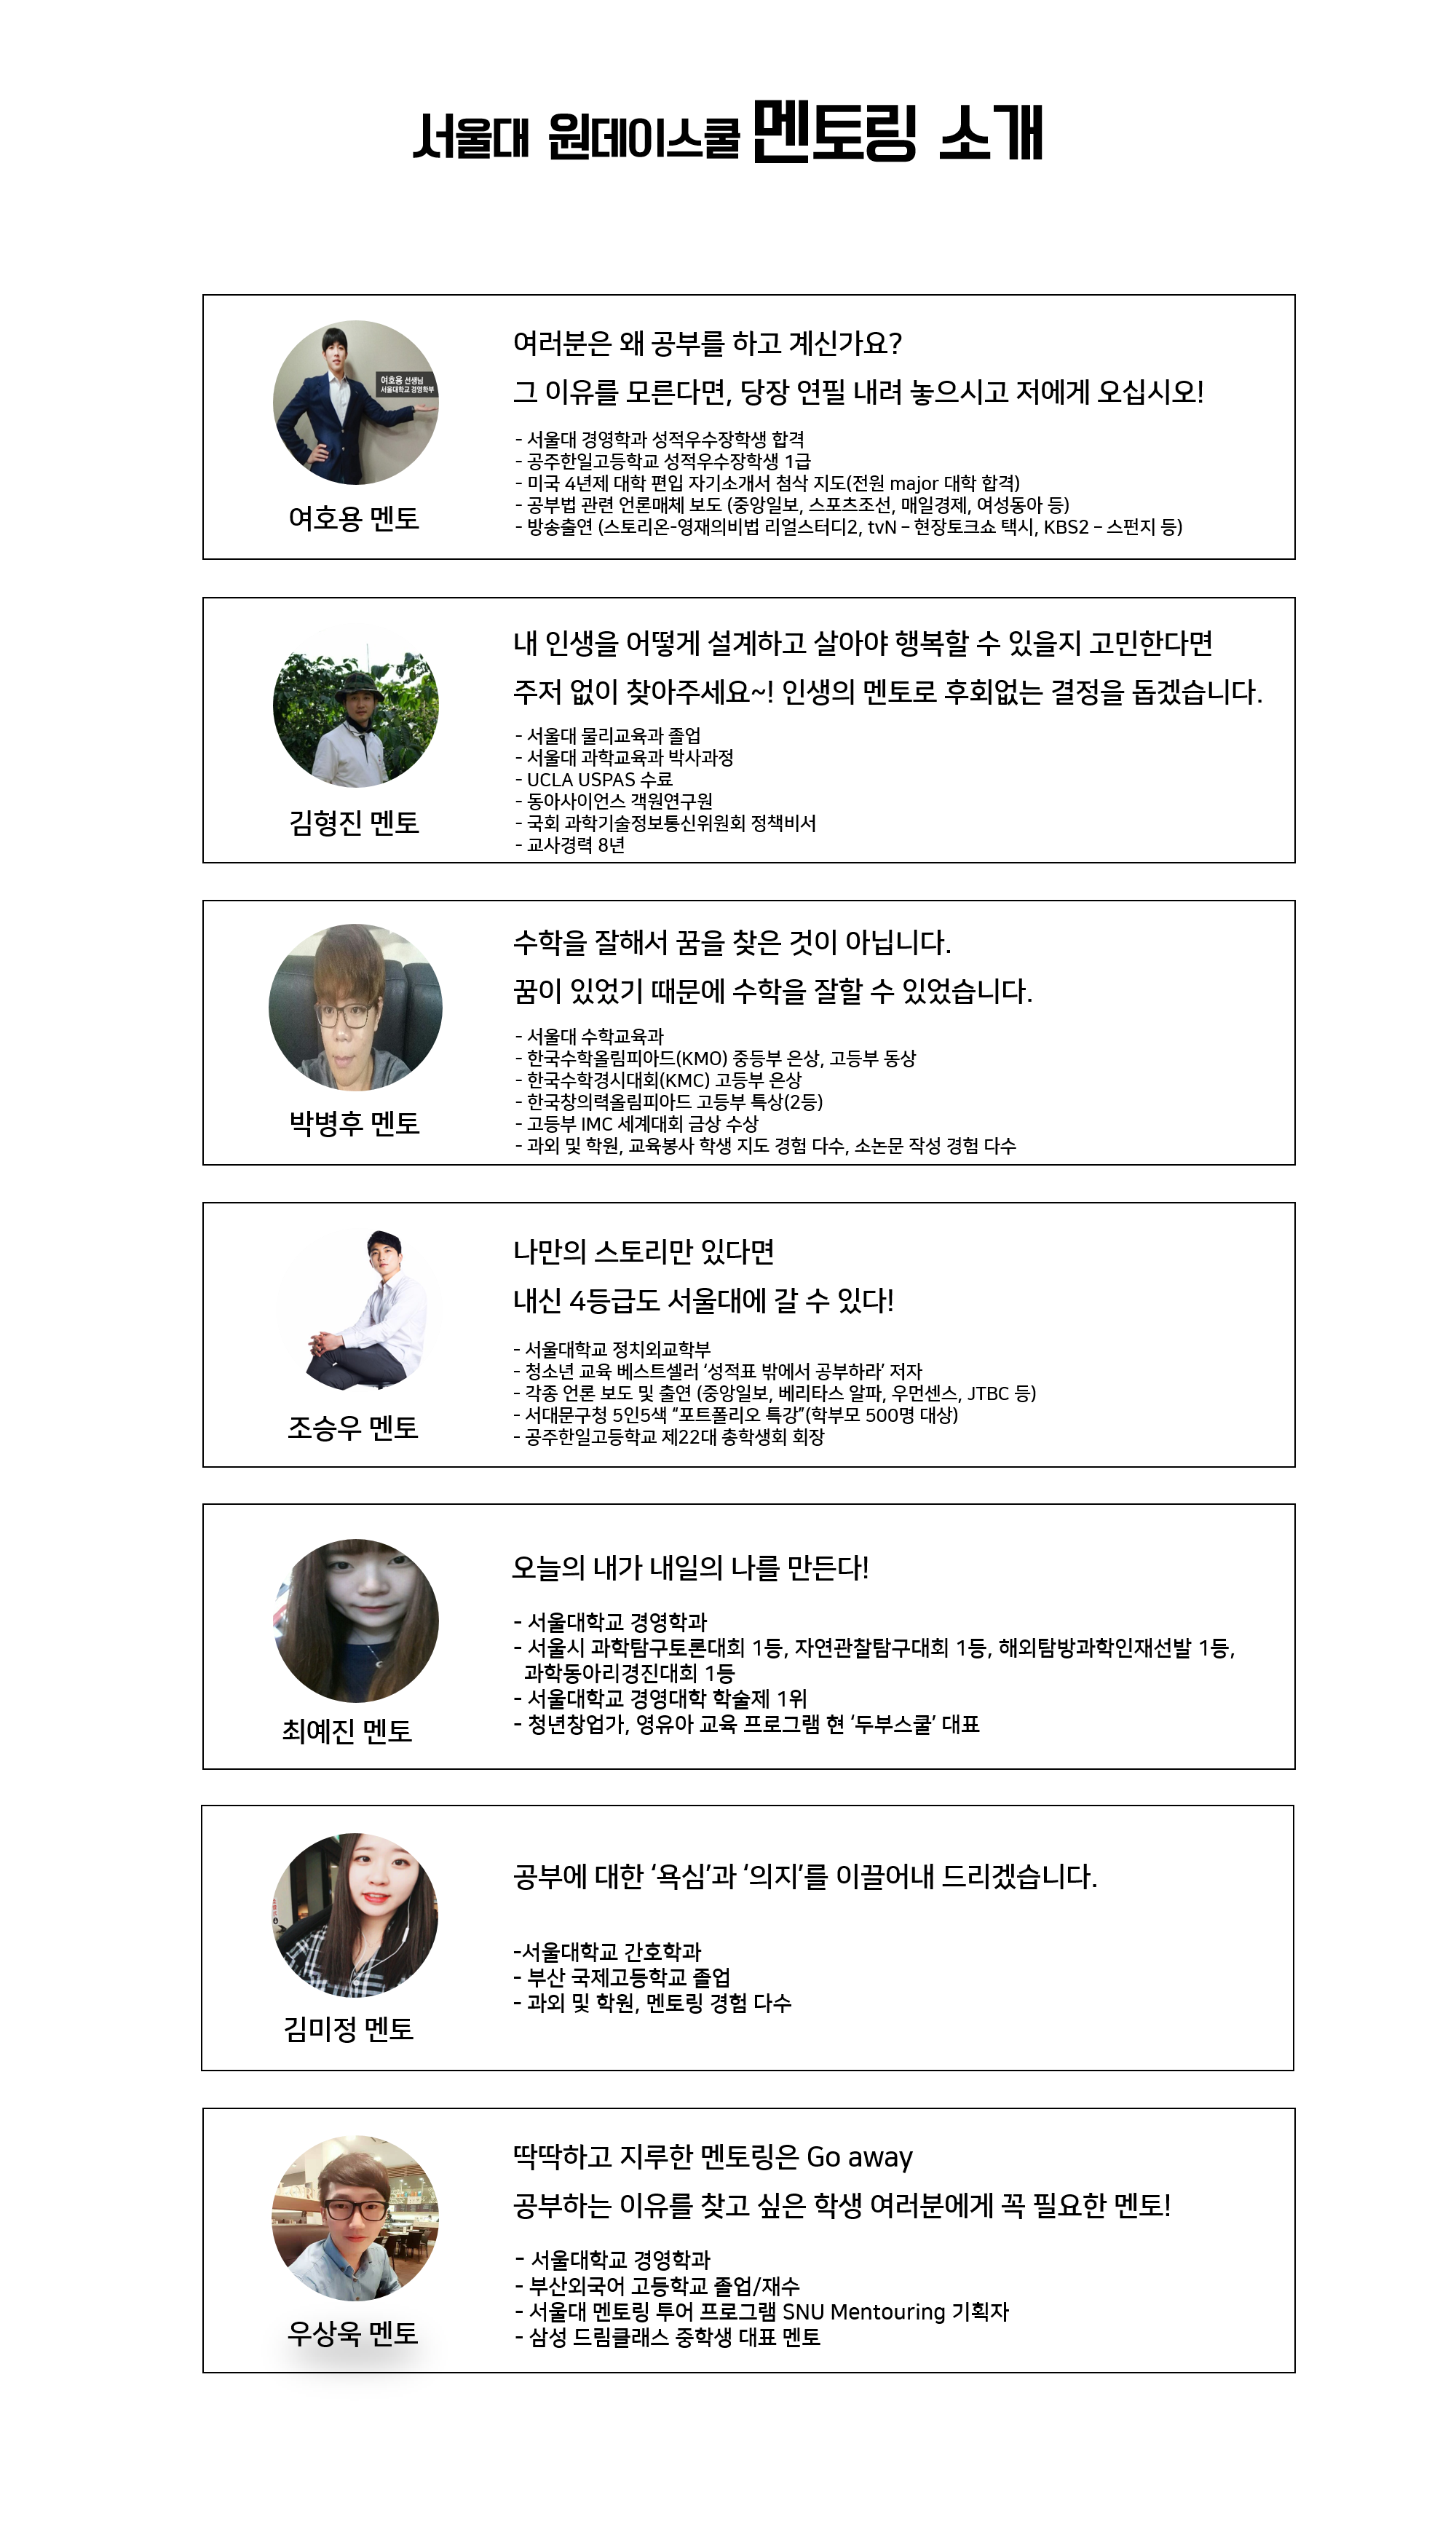 서울대 원데이스쿨 멘토링 소개
여호용 선생님
서울대학교 경영학부
여호용 멘토
여러분은 왜 공부를 하고 계신가요?
그 이유를 모른다면, 당장 연필 내려 놓으시고 저에게 오십시오!
- 서울대 경영학과 성적우수장학생 합격
- 공주한일고등학교 성적우수장학생 1급
- 미국 4년제 대학 편입 자기소개서 첨삭 지도(전원 major 대학 합격)
- 공부법 관련 언론매체 보도 (중앙일보, 스포츠조선, 매일경제, 여성동아 등)
- 방송출연 (스토리온-영재의비법 리얼스터디2, tvN – 현장토크쇼 택시, KBS2 – 스펀지 등)
김형진 멘토
내 인생을 어떻게 설계하고 살아야 행복할 수 있을지 고민한다면
주저 없이 찾아주세요~! 인생의 멘토로 후회없는 결정을 돕겠습니다.
- 서울대 물리교육과 졸업
- 서울대 과학교육과 박사과정
- UCLA USPAS 수료
- 동아사이언스 객원연구원
- 국회 과학기술정보통신위원회 정책비서
- 교사경력 8년
박병후 멘토
수학을 잘해서 꿈을 찾은 것이 아닙니다.
꿈이 있었기 때문에 수학을 잘할 수 있었습니다.
- 서울대 수학교육과
- 한국수학올림피아드(KMO) 중등부 은상, 고등부 동상
- 한국수학경시대회(KMC) 고등부 은상
- 한국창의력올림피아드 고등부 특상(2등)
- 고등부 IMC 세계대회 금상 수상
- 과외 및 학원, 교육봉사 학생 지도 경험 다수, 소논문 작성 경험 다수
조승우 멘토
나만의 스토리만 있다면
내신 4등급도 서울대에 갈 수 있다!
- 서울대학교 정치외교학부
- 청소년 교육 베스트셀러 ‘성적표 밖에서 공부하라’ 저자
- 각종 언론 보도 및 출연 (중앙일보, 베리타스 알파, 우먼센스, JTBC 등)
- 서대문구청 5인5색 “포트폴리오 특강”(학부모 500명 대상)
- 공주한일고등학교 제22대 총학생회 회장
최예진 멘토
오늘의 내가 내일의 나를 만든다!
- 서울대학교 경영학과
- 서울시 과학탐구토론대회 1등, 자연관찰탐구대회 1등, 해외탐방과학인재선발 1등,
과학동아리경진대회 1등
- 서울대학교 경영대학 학술제 1위
- 청년창업가, 영유아 교육 프로그램 현 ‘두부스쿨’ 대표
김미정 멘토
공부에 대한 ‘욕심’과 ‘의지’를 이끌어내 드리겠습니다.
-서울대학교 간호학과
- 부산 국제고등학교 졸업
- 과외 및 학원, 멘토링 경험 다수
우상욱 멘토
딱딱하고 지루한 멘토링은 Go away
공부하는 이유를 찾고 싶은 학생 여러분에게 꼭 필요한 멘토!
- 서울대학교 경영학과
- 부산외국어 고등학교 졸업/재수
- 서울대 멘토링 투어 프로그램 SNU Mentouring 기획자
- 삼성 드림클래스 중학생 대표 멘토